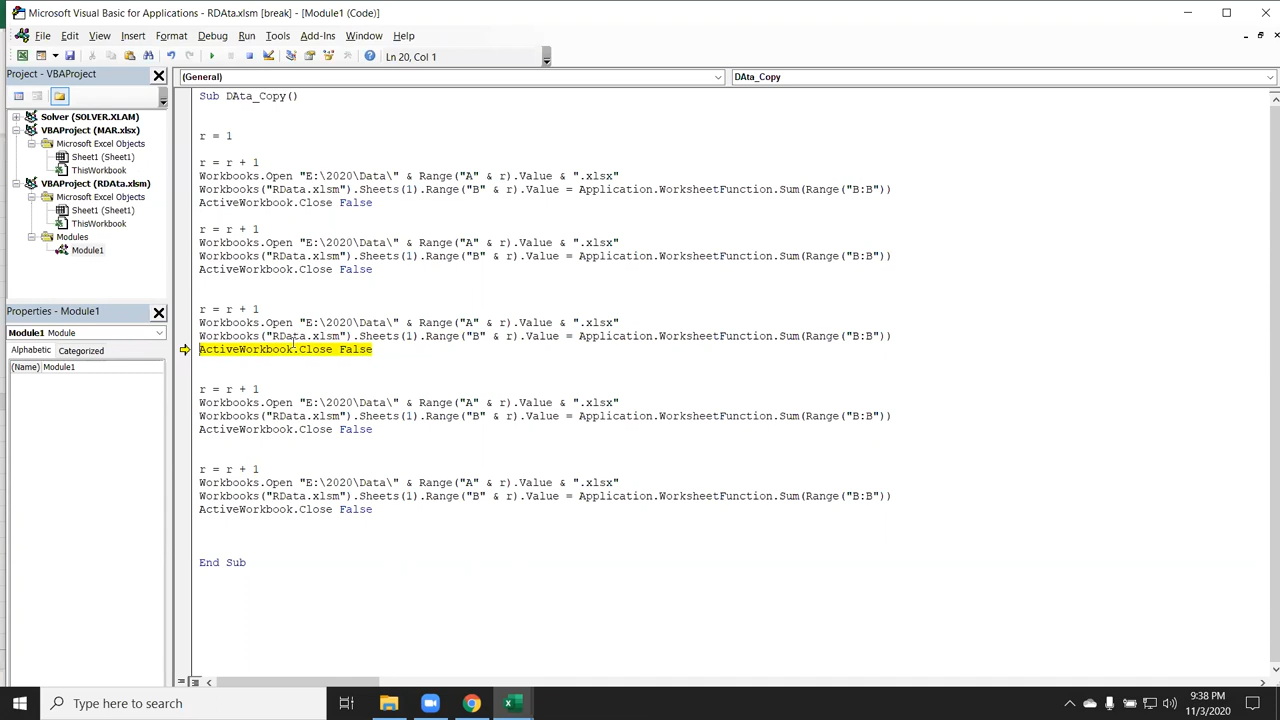 Microsoft Visual Basic for Applications - RDAta.xlsm [break] - [Module1 (Code)]
File Edit View Insert Format Debug Run Tools Add-Ins Window Help
Ln 20, Col 1
Project - VBAProject
(General)
DAta_Copy
Solver (SOLVER.XLAM)
VBAProject (MAR.xlsx)
Microsoft Excel Objects
Sheet1 (Sheet1)
ThisWorkbook
VBAProject (RDAta.xlsm)
Microsoft Excel Objects
Sheet1 (Sheet1)
ThisWorkbook
Modules
Module1
Properties - Module1
Module1 Module
Alphabetic Categorized
(Name) Module1
Sub DAta_Copy()
r = 1
r = r + 1
Workbooks.Open "E:\2020\Data\" & Range("A" & r).Value & ".xlsx"
Workbooks("RData.xlsm").Sheets(1).Range("B" & r).Value = Application.WorksheetFunction.Sum(Range("B:B"))
ActiveWorkbook.Close False
r = r + 1
Workbooks.Open "E:\2020\Data\" & Range("A" & r).Value & ".xlsx"
Workbooks("RData.xlsm").Sheets(1).Range("B" & r).Value = Application.WorksheetFunction.Sum(Range("B:B"))
ActiveWorkbook.Close False
r = r + 1
Workbooks.Open "E:\2020\Data\" & Range("A" & r).Value & ".xlsx"
Workbooks("RData.xlsm").Sheets(1).Range("B" & r).Value = Application.WorksheetFunction.Sum(Range("B:B"))
ActiveWorkbook.Close False
r = r + 1
Workbooks.Open "E:\2020\Data\" & Range("A" & r).Value & ".xlsx"
Workbooks("RData.xlsm").Sheets(1).Range("B" & r).Value = Application.WorksheetFunction.Sum(Range("B:B"))
ActiveWorkbook.Close False
r = r + 1
Workbooks.Open "E:\2020\Data\" & Range("A" & r).Value & ".xlsx"
Workbooks("RData.xlsm").Sheets(1).Range("B" & r).Value = Application.WorksheetFunction.Sum(Range("B:B"))
ActiveWorkbook.Close False
End Sub
Type here to search
9:38 PM
11/3/2020